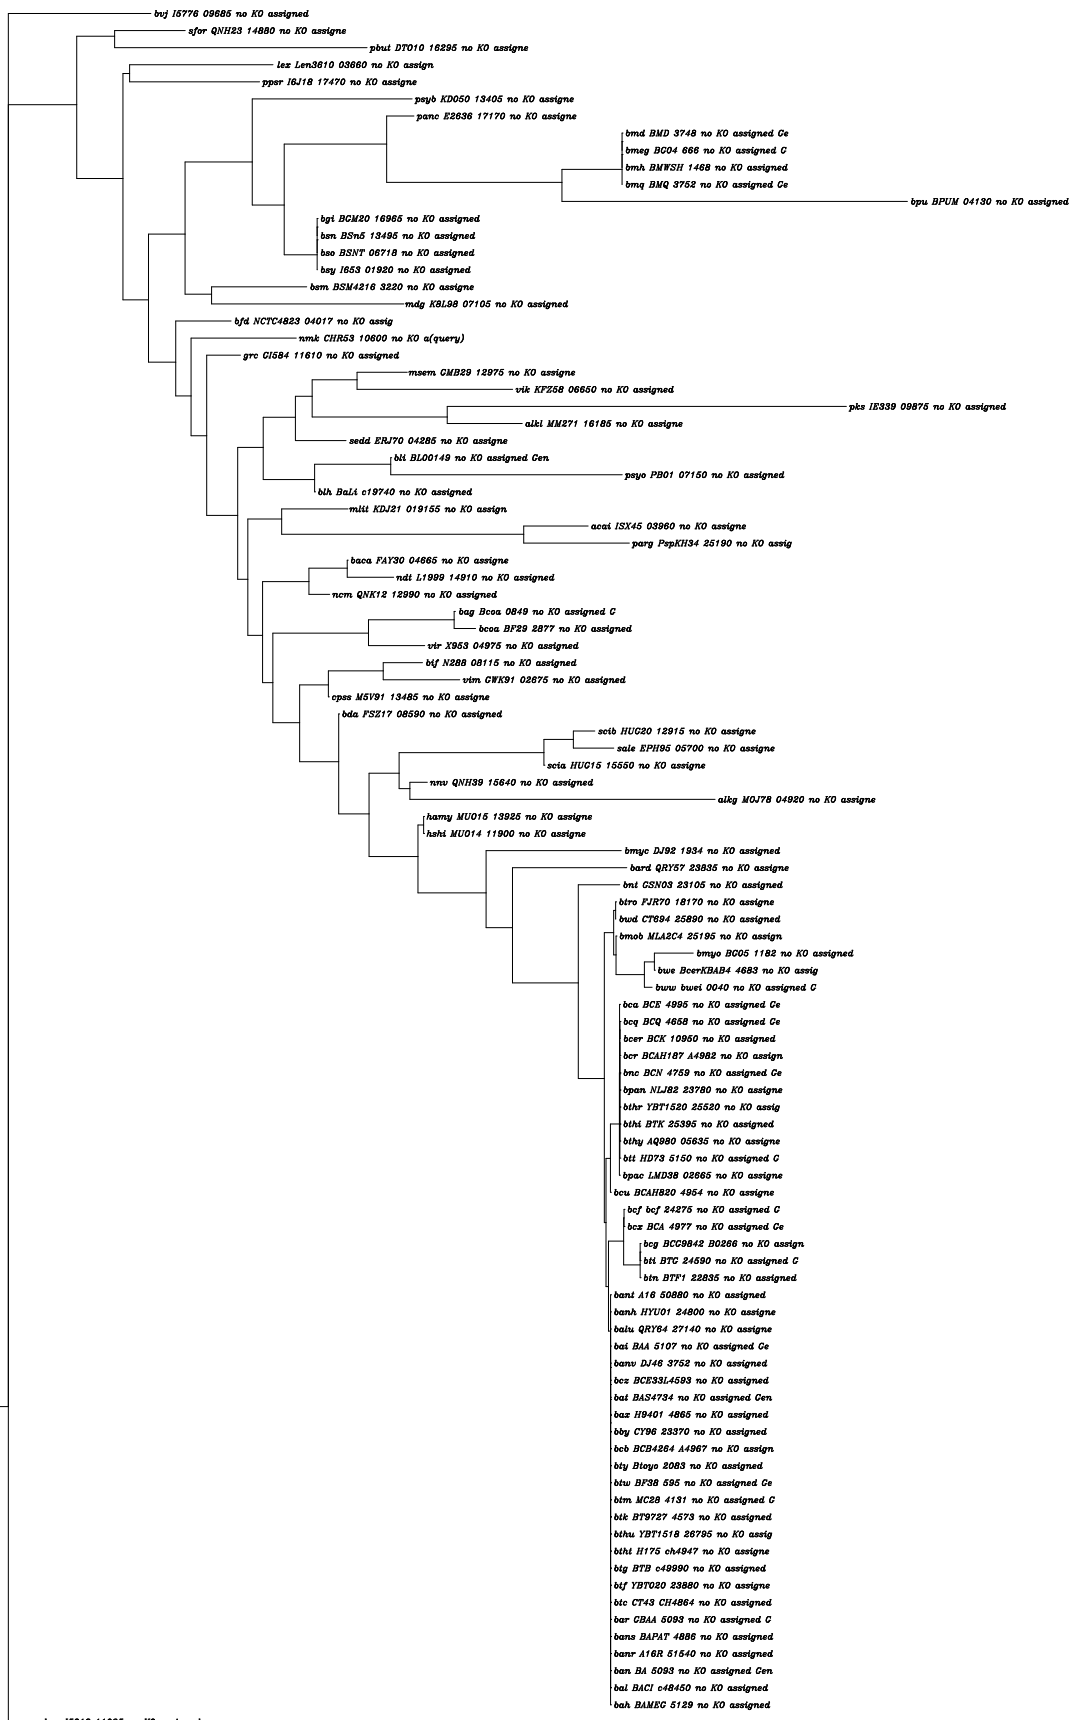 bvj I5776 09685 no KO assigned
sfor QNH23 14880 no KO assigne
pbut DTO10 16295 no KO assigne
lex Len3610 03660 no KO assign
ppsr I6J18 17470 no KO assigne
psyb KD050 13405 no KO assigne
panc E2636 17170 no KO assigne
bmd BMD 3748 no KO assigned Ge
bmeg BG04 666 no KO assigned G
bmh BMWSH 1468 no KO assigned
bmq BMQ 3752 no KO assigned Ge
bpu BPUM 04130 no KO assigned
bgi BGM20 16965 no KO assigned
bsn BSn5 13495 no KO assigned
bso BSNT 06718 no KO assigned
bsy I653 01920 no KO assigned
bsm BSM4216 3220 no KO assigne
mdg K8L98 07105 no KO assigned
bfd NCTC4823 04017 no KO assig
nmk CHR53 10600 no KO a(query)
grc GI584 11610 no KO assigned
msem GMB29 12975 no KO assigne
vik KFZ58 06650 no KO assigned
pks IE339 09875 no KO assigned
alkl MM271 16185 no KO assigne
sedd ERJ70 04285 no KO assigne
bli BL00149 no KO assigned Gen
psyo PB01 07150 no KO assigned
blh BaLi c19740 no KO assigned
mlit KDJ21 019155 no KO assign
acai ISX45 03960 no KO assigne
parg PspKH34 25190 no KO assig
baca FAY30 04665 no KO assigne
ndt L1999 14910 no KO assigned
ncm QNK12 12990 no KO assigned
bag Bcoa 0849 no KO assigned G
bcoa BF29 2877 no KO assigned
vir X953 04975 no KO assigned
bif N288 08115 no KO assigned
vim GWK91 02675 no KO assigned
cpss M5V91 13485 no KO assigne
bda FSZ17 08590 no KO assigned
scib HUG20 12915 no KO assigne
sale EPH95 05700 no KO assigne
scia HUG15 15550 no KO assigne
nnv QNH39 15640 no KO assigned
alkg MOJ78 04920 no KO assigne
hamy MUO15 13925 no KO assigne
hshi MUO14 11900 no KO assigne
bmyc DJ92 1934 no KO assigned
bard QRY57 23835 no KO assigne
bnt GSN03 23105 no KO assigned
btro FJR70 18170 no KO assigne
bwd CT694 25890 no KO assigned
bmob MLA2C4 25195 no KO assign
bmyo BG05 1182 no KO assigned
bwe BcerKBAB4 4683 no KO assig
bww bwei 0040 no KO assigned G
bca BCE 4995 no KO assigned Ge
bcq BCQ 4658 no KO assigned Ge
bcer BCK 10950 no KO assigned
bcr BCAH187 A4982 no KO assign
bnc BCN 4759 no KO assigned Ge
bpan NLJ82 23780 no KO assigne
bthr YBT1520 25520 no KO assig
bthi BTK 25395 no KO assigned
bthy AQ980 05635 no KO assigne
btt HD73 5150 no KO assigned G
bpac LMD38 02665 no KO assigne
bcu BCAH820 4954 no KO assigne
bcf bcf 24275 no KO assigned G
bcx BCA 4977 no KO assigned Ge
bcg BCG9842 B0266 no KO assign
bti BTG 24590 no KO assigned G
btn BTF1 22835 no KO assigned
bant A16 50880 no KO assigned
banh HYU01 24800 no KO assigne
balu QRY64 27140 no KO assigne
bai BAA 5107 no KO assigned Ge
banv DJ46 3752 no KO assigned
bcz BCE33L4593 no KO assigned
bat BAS4734 no KO assigned Gen
bax H9401 4865 no KO assigned
bby CY96 23370 no KO assigned
bcb BCB4264 A4967 no KO assign
bty Btoyo 2083 no KO assigned
btw BF38 595 no KO assigned Ge
btm MC28 4131 no KO assigned G
btk BT9727 4573 no KO assigned
bthu YBT1518 26795 no KO assig
btht H175 ch4947 no KO assigne
btg BTB c49990 no KO assigned
btf YBT020 23880 no KO assigne
btc CT43 CH4864 no KO assigned
bar GBAA 5093 no KO assigned G
bans BAPAT 4886 no KO assigned
banr A16R 51540 no KO assigned
ban BA 5093 no KO assigned Gen
bal BACI c48450 no KO assigned
bah BAMEG 5129 no KO assigned